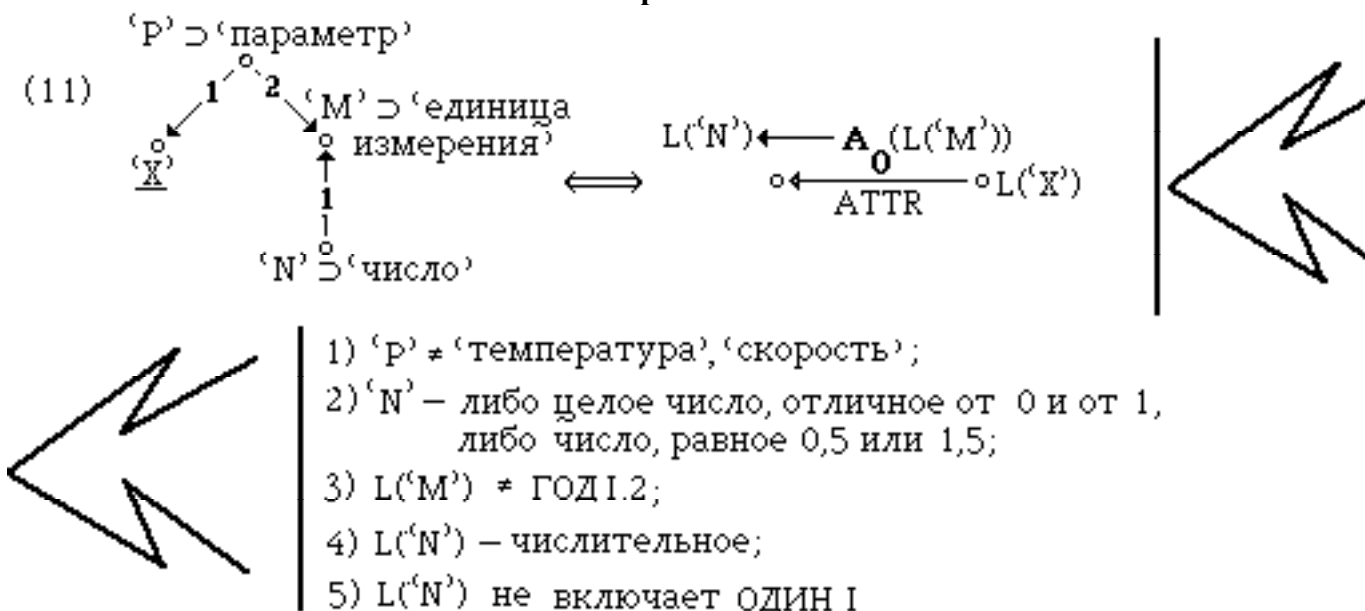 ‘P’ ⊃ ‘параметр’
(11)
1 2
‘M’ ⊃ ‘единица
измерения’
‘X’
1
‘N’ ⊃ ‘число’
⟺
L(‘N’) ← A₀(L(‘M’))
ATTR
L(‘X’)
1) ‘P’ ≠ ‘температура’, ‘скорость’;
2) ‘N’ – либо целое число, отличное от 0 и от 1,
либо число, равное 0,5 или 1,5;
3) L(‘M’) ≠ ГОД I.2;
4) L(‘N’) – числительное;
5) L(‘N’) не включает ОДИН I